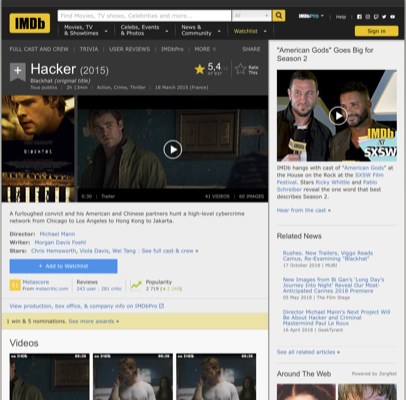 IMDb
Find Movies, TV shows, Celebrities and more...
All
IMDbPro
Help
Movies, TV
& Showtimes
Celebs, Events
& Photos
News &
Community
Watchlist
Sign in
FULL CAST AND CREW | TRIVIA | USER REVIEWS | IMDbPro | MORE
SHARE
Hacker (2015)
Blackhat (original title)
Tous publics | 2h 13min | Action, Crime, Thriller | 18 March 2015 (France)
5,4
Rate
This
BLACKHAT
0:30 | Trailer
41 VIDEOS | 60 IMAGES
A furloughed convict and his American and Chinese partners hunt a high-level cybercrime
network from Chicago to Los Angeles to Hong Kong to Jakarta.
Director: Michael Mann
Writer: Morgan Davis Foehl
Stars: Chris Hemsworth, Viola Davis, Wei Tang | See full cast & crew »
+ Add to Watchlist
Metascore
From metacritic.com
Reviews
242 user | 281 critic
Popularity
View production, box office, & company info on IMDbPro
1 win & 5 nominations. See more awards »
Videos
"American Gods" Goes Big for
Season 2
IMDb
at
SXSW
IMDb hangs with cast of "American Gods" at
the House on the Rock at the SXSW Film
Festival. Stars Ricky Whittle and Pablo
Schreiber reveal the one word that best
describes Season 2.
Hear from the cast »
Related News
Rushes. New Trailers, Viggo Reads
Camus, Re-Examining "Blackhat"
17 October 2018 | MUBI
New Images from Bi Gan's 'Long Day's
Journey Into Night' Reveal Our Most-
Anticipated Cannes 2018 Premiere
05 May 2018 | The Film Stage
Director Michael Mann's Next Project Will
Be About Hacker and Criminal
Mastermind Paul Le Roux
16 April 2018 | GeekTyrant
See all related articles »
Around The Web
Powered by ZergNet